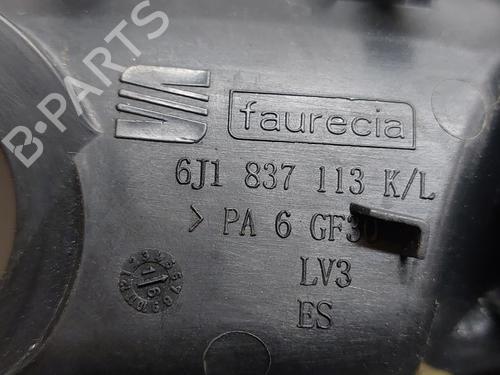 B-PARTS
faurecia
6J1 837 113 K/L
> PA 6 GF30
LV3
ES